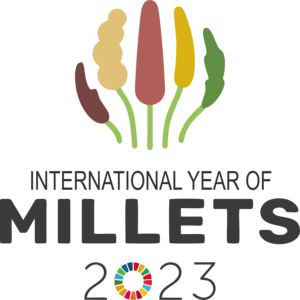 INTERNATIONAL YEAR OF
MILLETS
2023